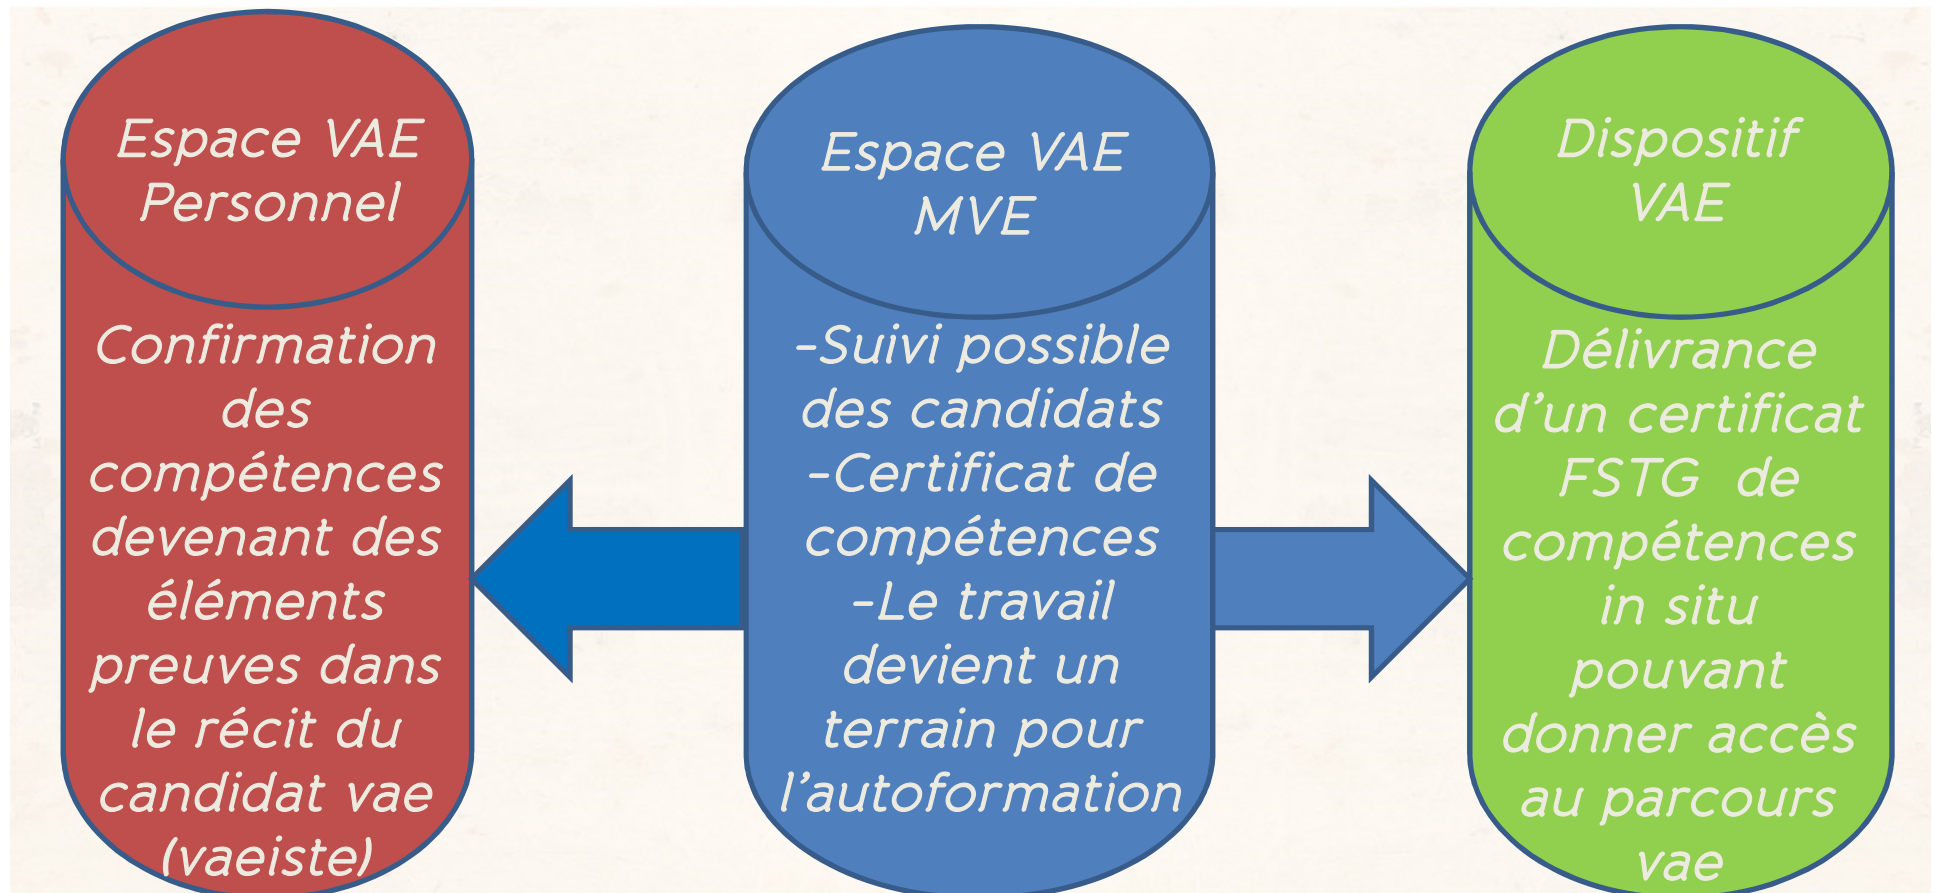 Espace VAE
Personnel
Confirmation
des
compétences
devenant des
éléments
preuves dans
le récit du
candidat vae
(vaeiste)
Espace VAE
MVE
-Suivi possible
des candidats
-Certificat de
compétences
-Le travail
devient un
terrain pour
l'autoformation
Dispositif
VAE
Délivrance
d'un certificat
FSTG de
compétences
in situ
pouvant
donner accès
au parcours
vae